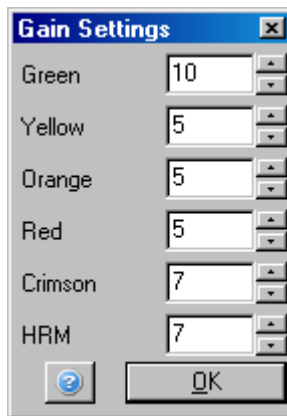 Gain Settings
Green 10
Yellow 5
Orange 5
Red 5
Crimson 7
HRM 7
? OK